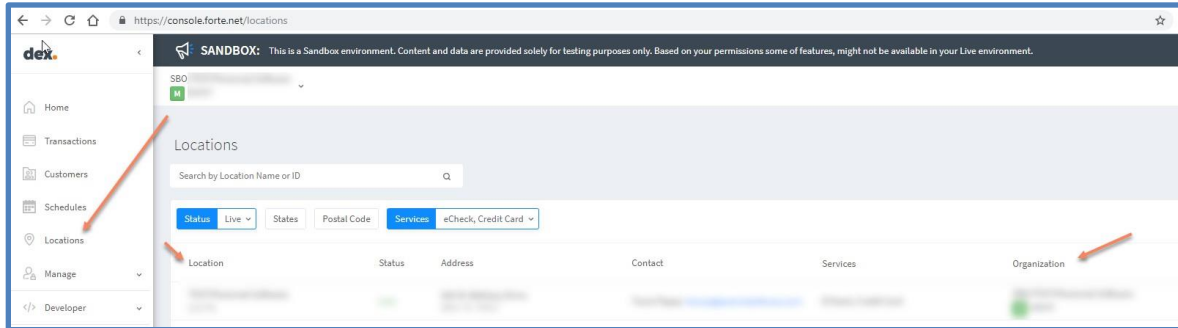 https://console.forte.net/locations
dex.
SANDBOX: This is a Sandbox environment. Content and data are provided solely for testing purposes only. Based on your permissions some of features, might not be available in your Live environment.
SBO
M
Home
Transactions
Customers
Schedules
Locations
Manage
Developer
Locations
Search by Location Name or ID
Status Live States Postal Code Services eCheck, Credit Card
Location Status Address Contact Services Organization